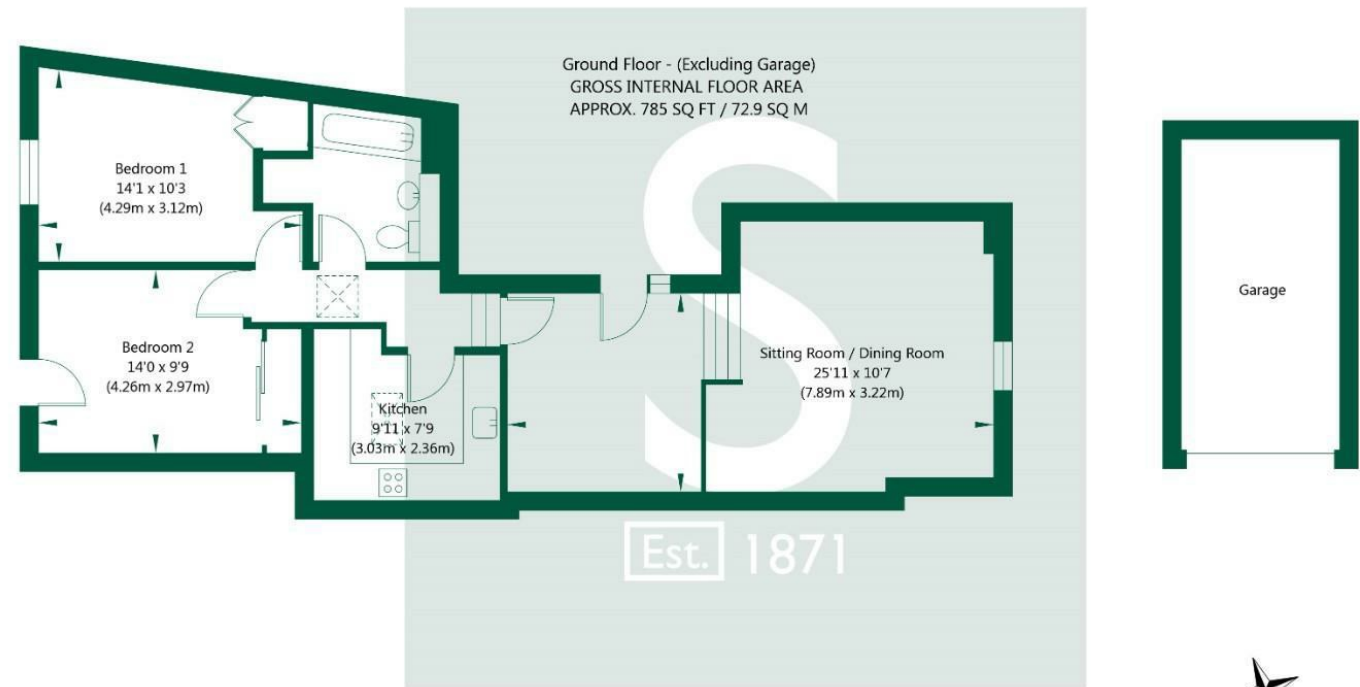 Ground Floor - (Excluding Garage)
GROSS INTERNAL FLOOR AREA
APPROX. 785 SQ FT / 72.9 SQ M
Bedroom 1
14'1 x 10'3
(4.29m x 3.12m)
Bedroom 2
14'0 x 9'9
(4.26m x 2.97m)
Kitchen
9'11 x 7'9
(3.03m x 2.36m)
Sitting Room / Dining Room
25'11 x 10'7
(7.89m x 3.22m)
Garage
S
Est. 1871